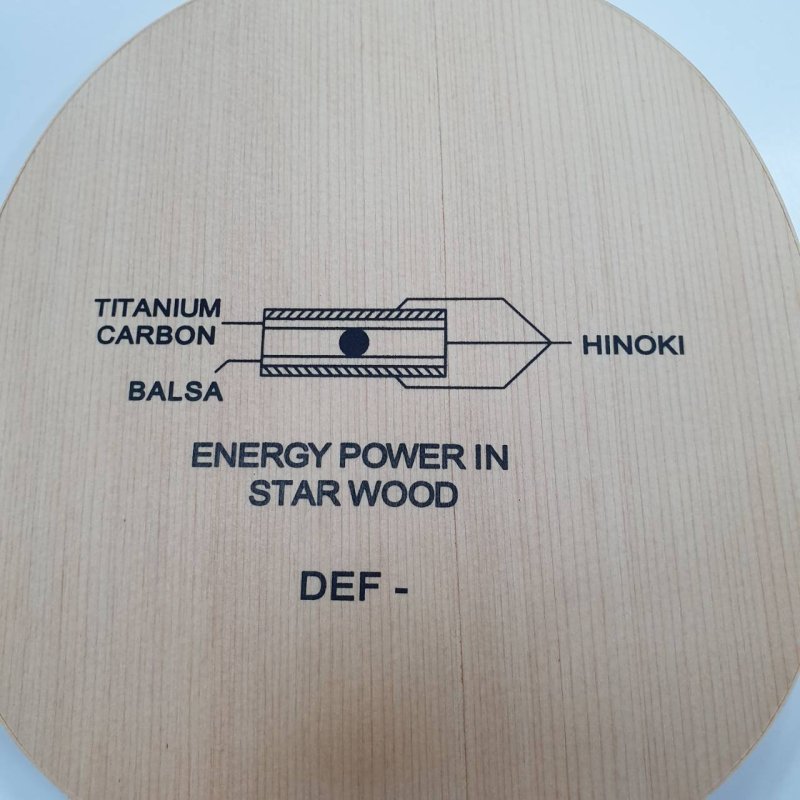 TITANIUM
CARBON
BALSA
HINOKI
ENERGY POWER IN
STAR WOOD
DEF -